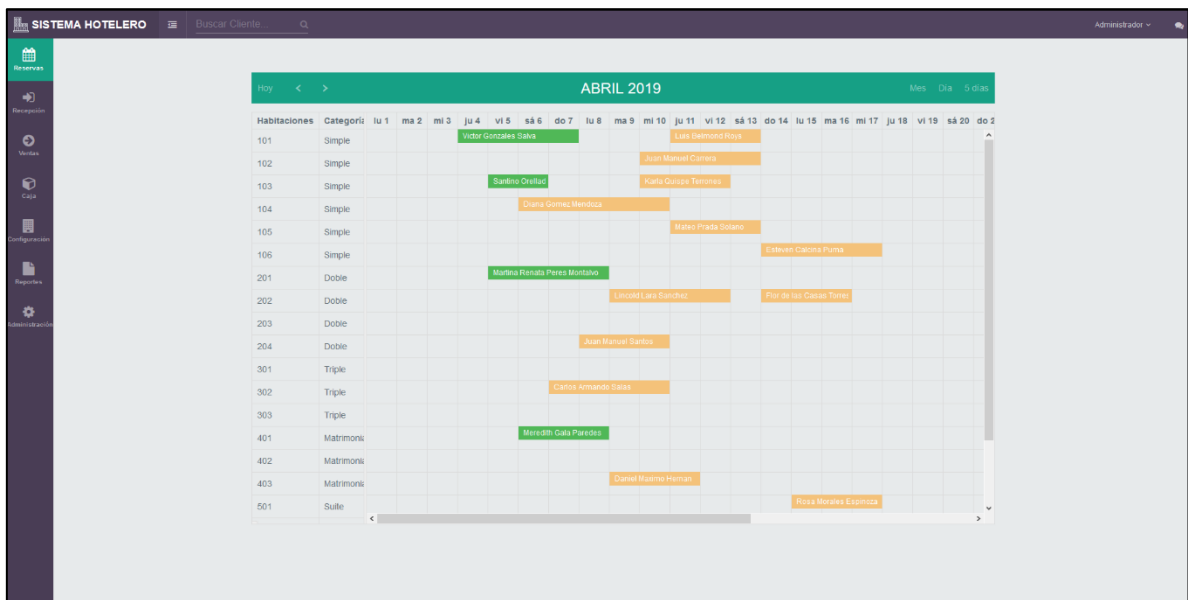 SISTEMA HOTELERO Buscar Cliente... Administrador
Reservas
Recepción
Ventas
Caja
Configuración
Reportes
Administración
Hoy ABRIL 2019 Mes Día 5 días
Habitaciones Categoría lu 1 ma 2 mi 3 ju 4 vi 5 sá 6 do 7 lu 8 ma 9 mi 10 ju 11 vi 12 sá 13 do 14 lu 15 ma 16 mi 17 ju 18 vi 19 sá 20 do 2
101 Simple Victor Gonzales Salva Luis Belmond Raya
102 Simple Juan Manuel Carrera
103 Simple Santino Orellad Karla Quispe Terrones
104 Simple Diana Gomez Mendoza
105 Simple Mateo Prada Solano
106 Simple Estevan Calcina Puma
201 Doble Martina Renata Peres Montalvo
202 Doble Lincold Lara Sanchez Flor de las Casas Torres
203 Doble
204 Doble Juan Manuel Santos
301 Triple
302 Triple Carlos Armando Salas
303 Triple
401 Matrimonia Meredith Gala Paredes
402 Matrimonia
403 Matrimonia Daniel Maximo Hernan
501 Suite Rosa Morales Espinoza